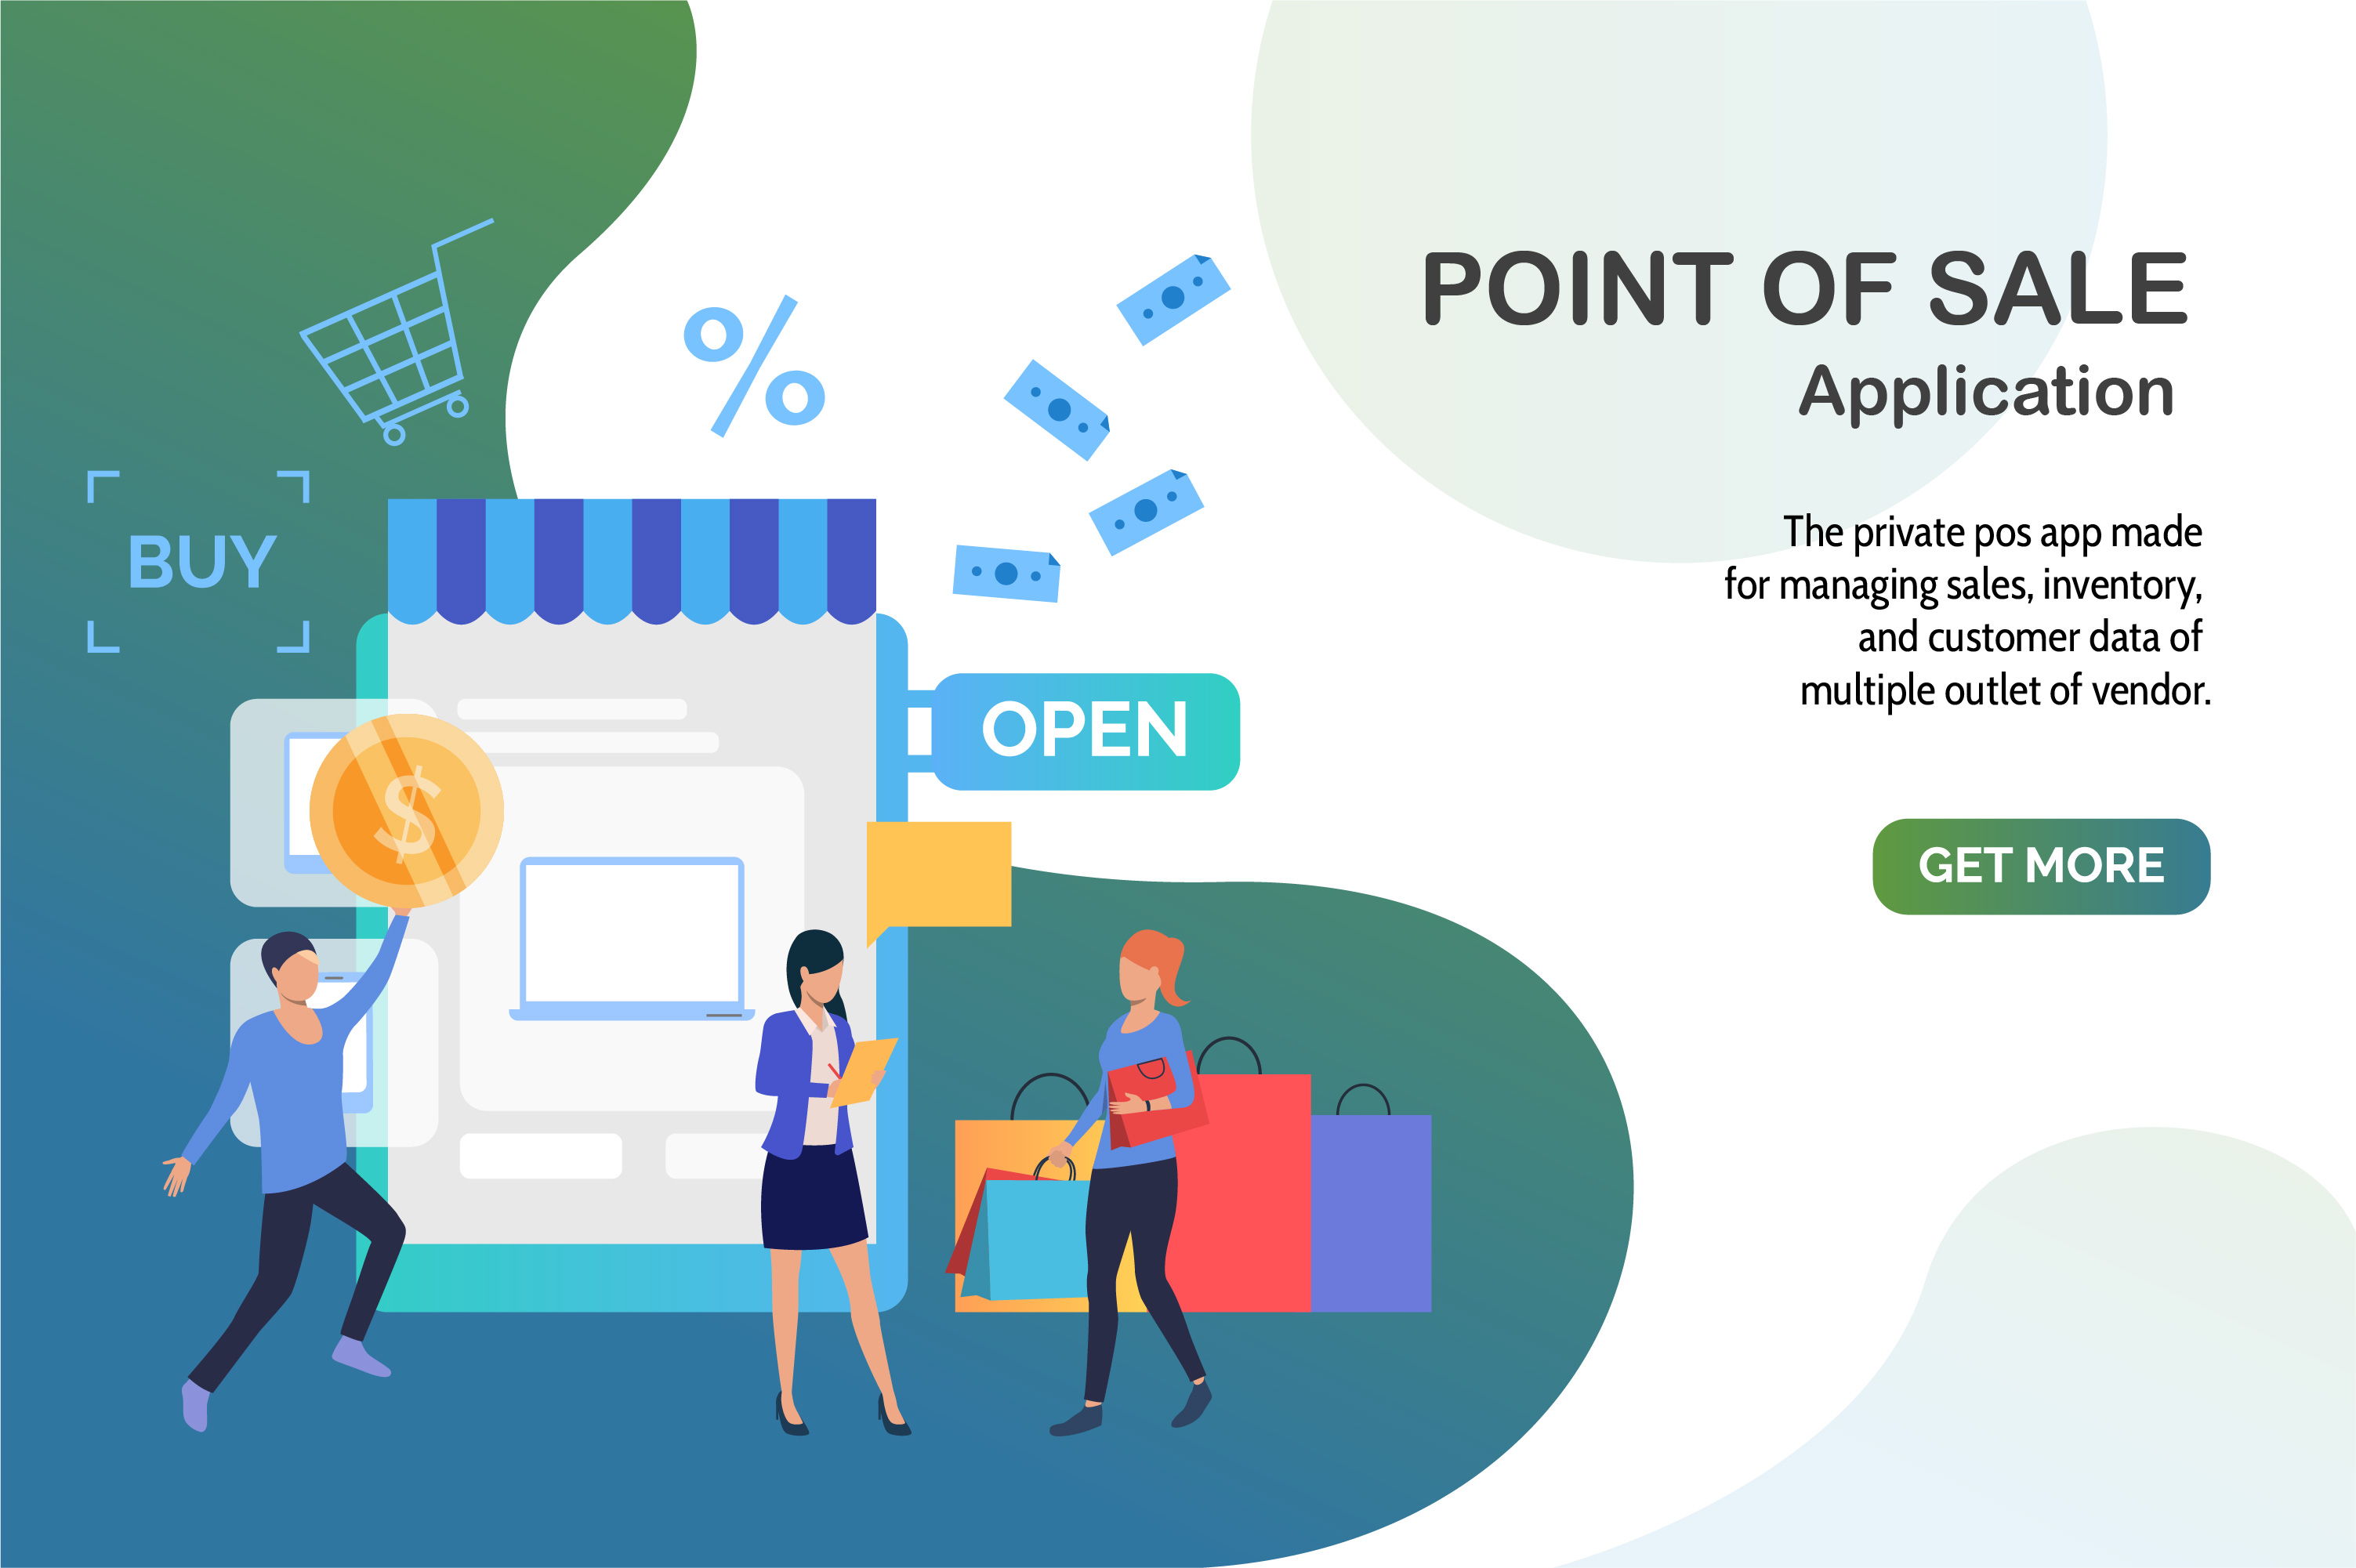 POINT OF SALE
Application
BUY
The private pos app made
for managing sales, inventory,
and customer data of
multiple outlet of vendor.
OPEN
$
GET MORE